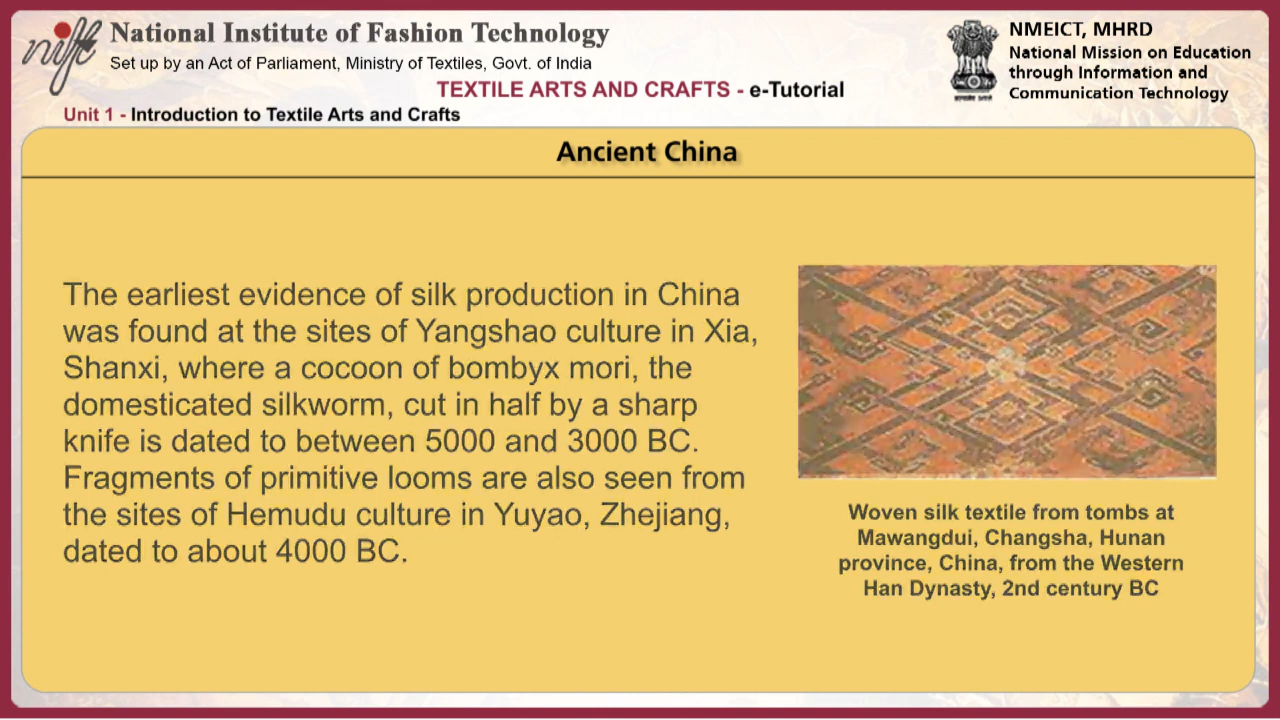 nift
National Institute of Fashion Technology
Set up by an Act of Parliament, Ministry of Textiles, Govt. of India
NMEICT, MHRD
National Mission on Education
through Information and
Communication Technology
TEXTILE ARTS AND CRAFTS - e-Tutorial
Unit 1 - Introduction to Textile Arts and Crafts
Ancient China
The earliest evidence of silk production in China
was found at the sites of Yangshao culture in Xia,
Shanxi, where a cocoon of bombyx mori, the
domesticated silkworm, cut in half by a sharp
knife is dated to between 5000 and 3000 BC.
Fragments of primitive looms are also seen from
the sites of Hemudu culture in Yuyao, Zhejiang,
dated to about 4000 BC.
Woven silk textile from tombs at
Mawangdui, Changsha, Hunan
province, China, from the Western
Han Dynasty, 2nd century BC